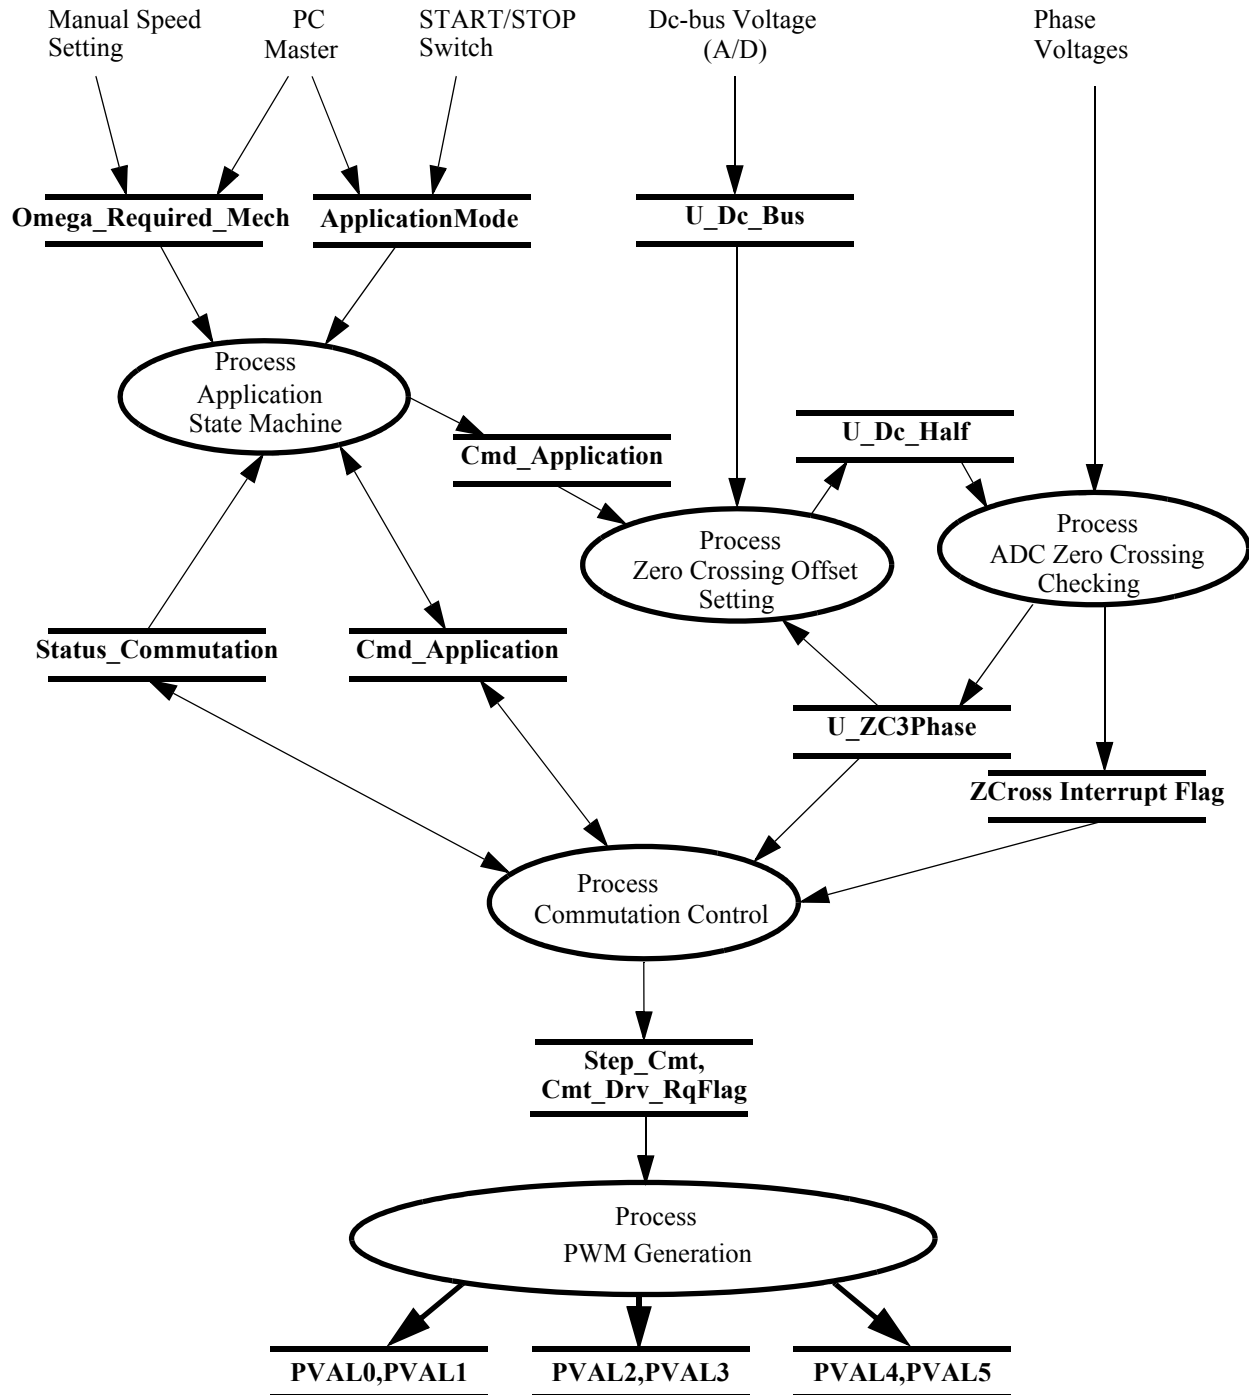 Manual Speed
Setting
PC
Master
START/STOP
Switch
Dc-bus Voltage
(A/D)
Phase
Voltages
Omega_Required_Mech
ApplicationMode
U_Dc_Bus
Process
Application
State Machine
Cmd_Application
U_Dc_Half
Process
Zero Crossing Offset
Setting
Process
ADC Zero Crossing
Checking
Status_Commutation
Cmd_Application
U_ZC3Phase
ZCross Interrupt Flag
Process
Commutation Control
Step_Cmt,
Cmt_Drv_RqFlag
Process
PWM Generation
PVAL0,PVAL1
PVAL2,PVAL3
PVAL4,PVAL5